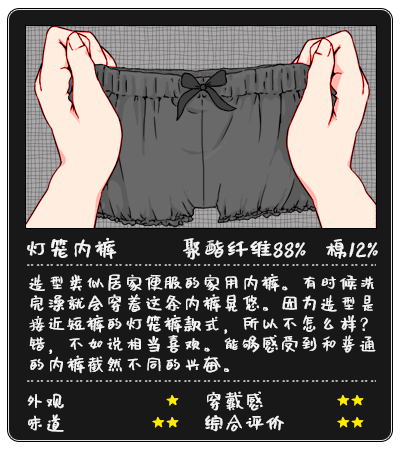 灯笼内裤 聚酯纤维88% 棉12%
造型类似居家便服的家用内裤。有时候洗
完澡就会穿着这条内裤晃悠。因为造型是
接近短裤的灯笼裤款式，所以不怎么样？
错，不如说相当喜欢。能够感受到和普通
的内裤截然不同的兴奋。
外观 ★ 穿戴感 ★★
味道 ★★ 综合评价 ★★